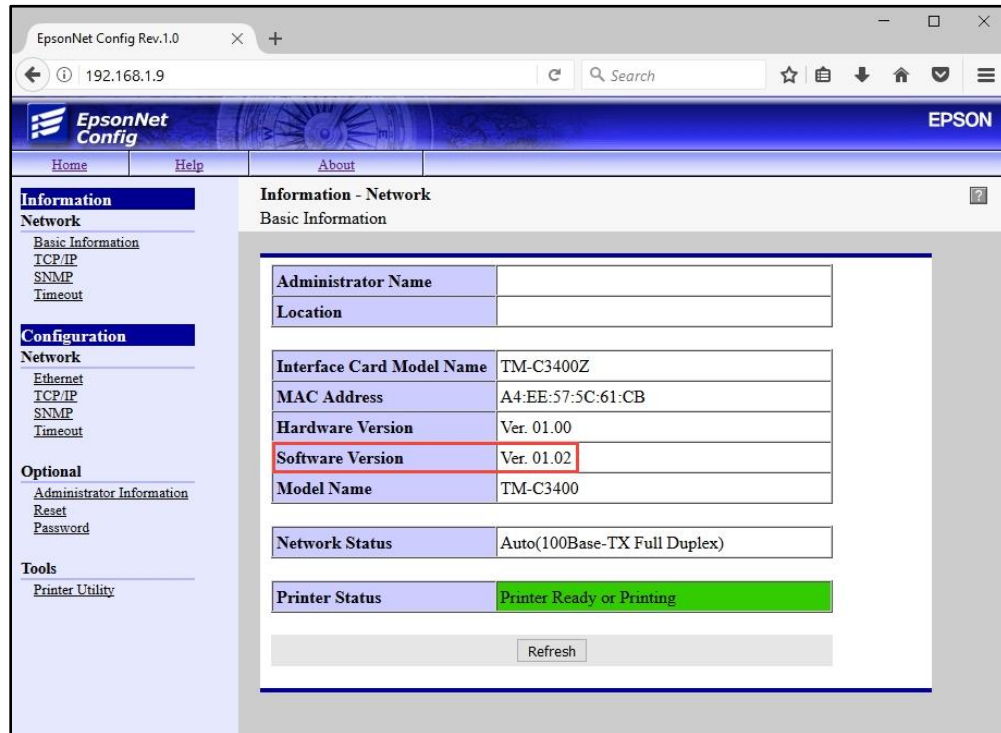 EpsonNet Config Rev.1.0
192.168.1.9
Search
EpsonNet
Config
EPSON
Home Help About
Information
Network
Basic Information
TCP/IP
SNMP
Timeout
Configuration
Network
Ethernet
TCP/IP
SNMP
Timeout
Optional
Administrator Information
Reset
Password
Tools
Printer Utility
Information - Network
Basic Information
?
Administrator Name
Location
Interface Card Model Name TM-C3400Z
MAC Address A4:EE:57:5C:61:CB
Hardware Version Ver. 01.00
Software Version Ver. 01.02
Model Name TM-C3400
Network Status Auto(100Base-TX Full Duplex)
Printer Status Printer Ready or Printing
Refresh